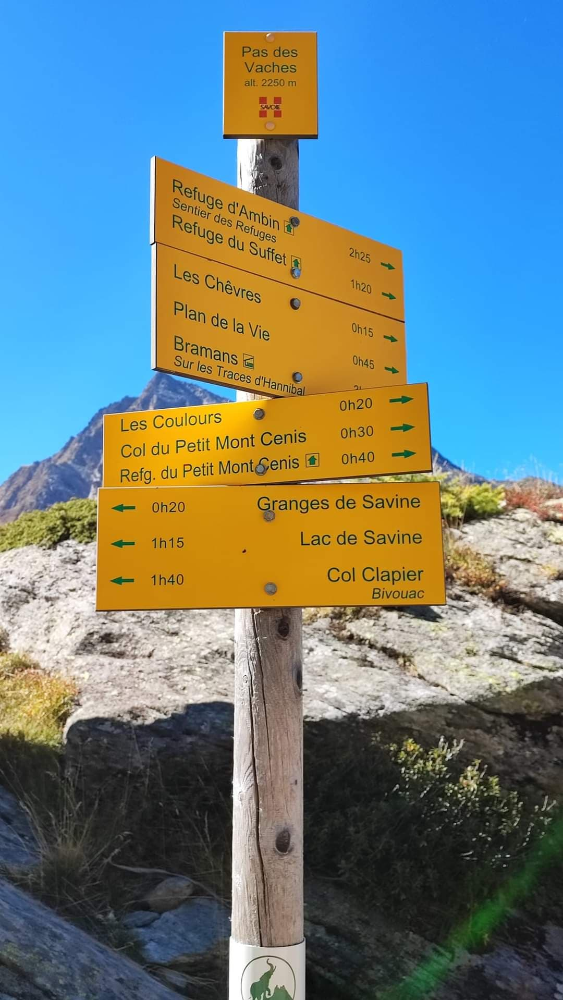 Pas des
Vaches
alt. 2250 m
SAVOIE
Refuge d'Ambin 2h25
Sentier des Refuges
Refuge du Suffet 1h20
Les Chêvres 0h15
Plan de la Vie 0h45
Bramans
Sur les Traces d'Hannibal
Les Coulours 0h20
Col du Petit Mont Cenis 0h30
Refg. du Petit Mont Cenis 0h40
0h20 Granges de Savine
1h15 Lac de Savine
1h40 Col Clapier
Bivouac